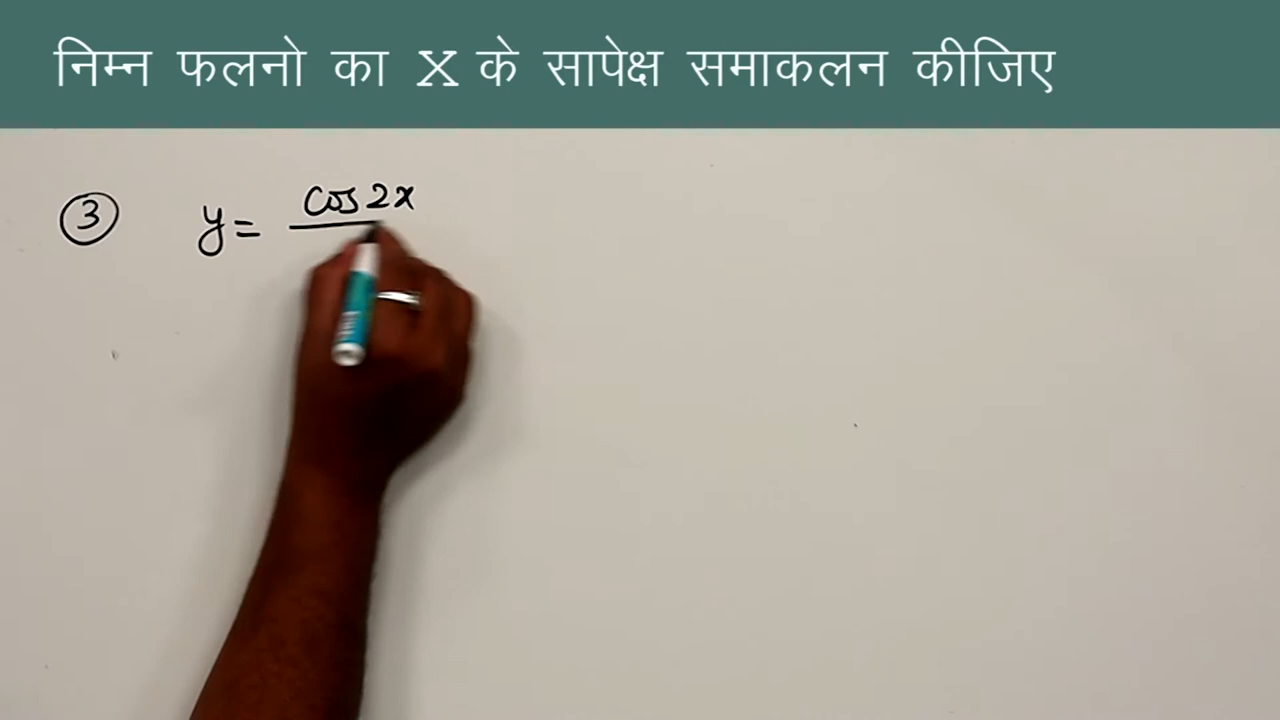 निम्न फलनो का X के सापेक्ष समाकलन कीजिए
③ y = cos 2x